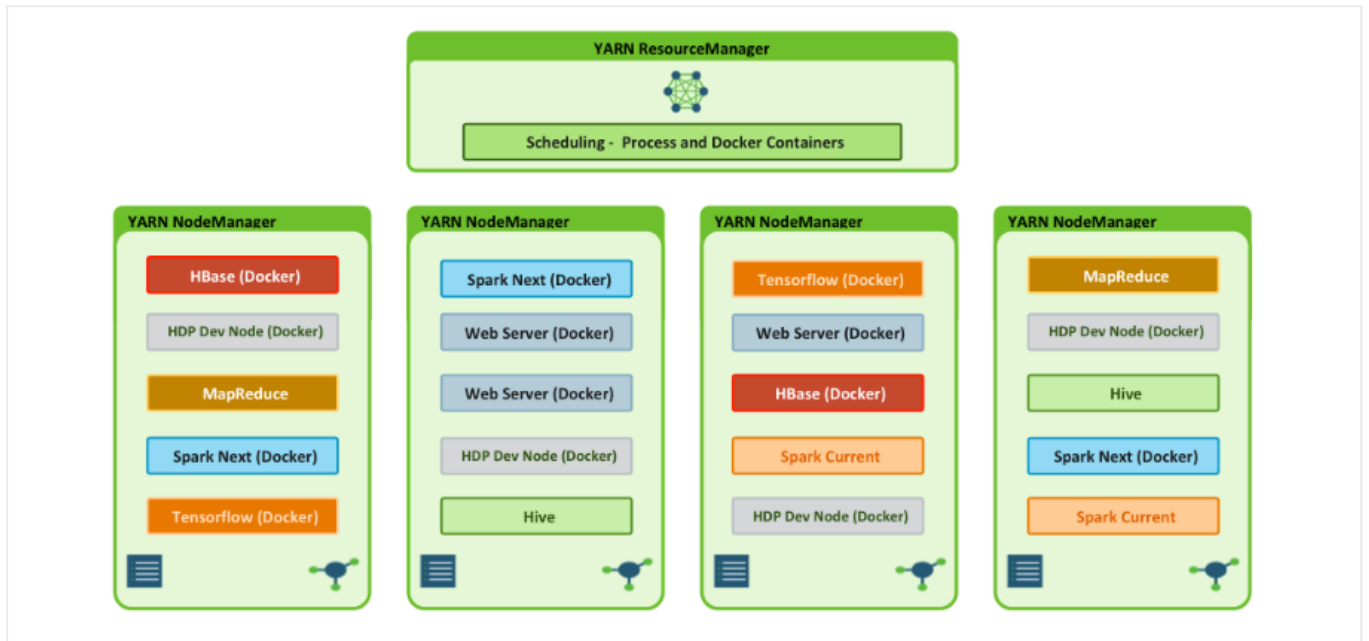 YARN ResourceManager
Scheduling - Process and Docker Containers
YARN NodeManager
HBase (Docker)
HDP Dev Node (Docker)
MapReduce
Spark Next (Docker)
Tensorflow (Docker)
YARN NodeManager
Spark Next (Docker)
Web Server (Docker)
Web Server (Docker)
HDP Dev Node (Docker)
Hive
YARN NodeManager
Tensorflow (Docker)
Web Server (Docker)
HBase (Docker)
Spark Current
HDP Dev Node (Docker)
YARN NodeManager
MapReduce
HDP Dev Node (Docker)
Hive
Spark Next (Docker)
Spark Current